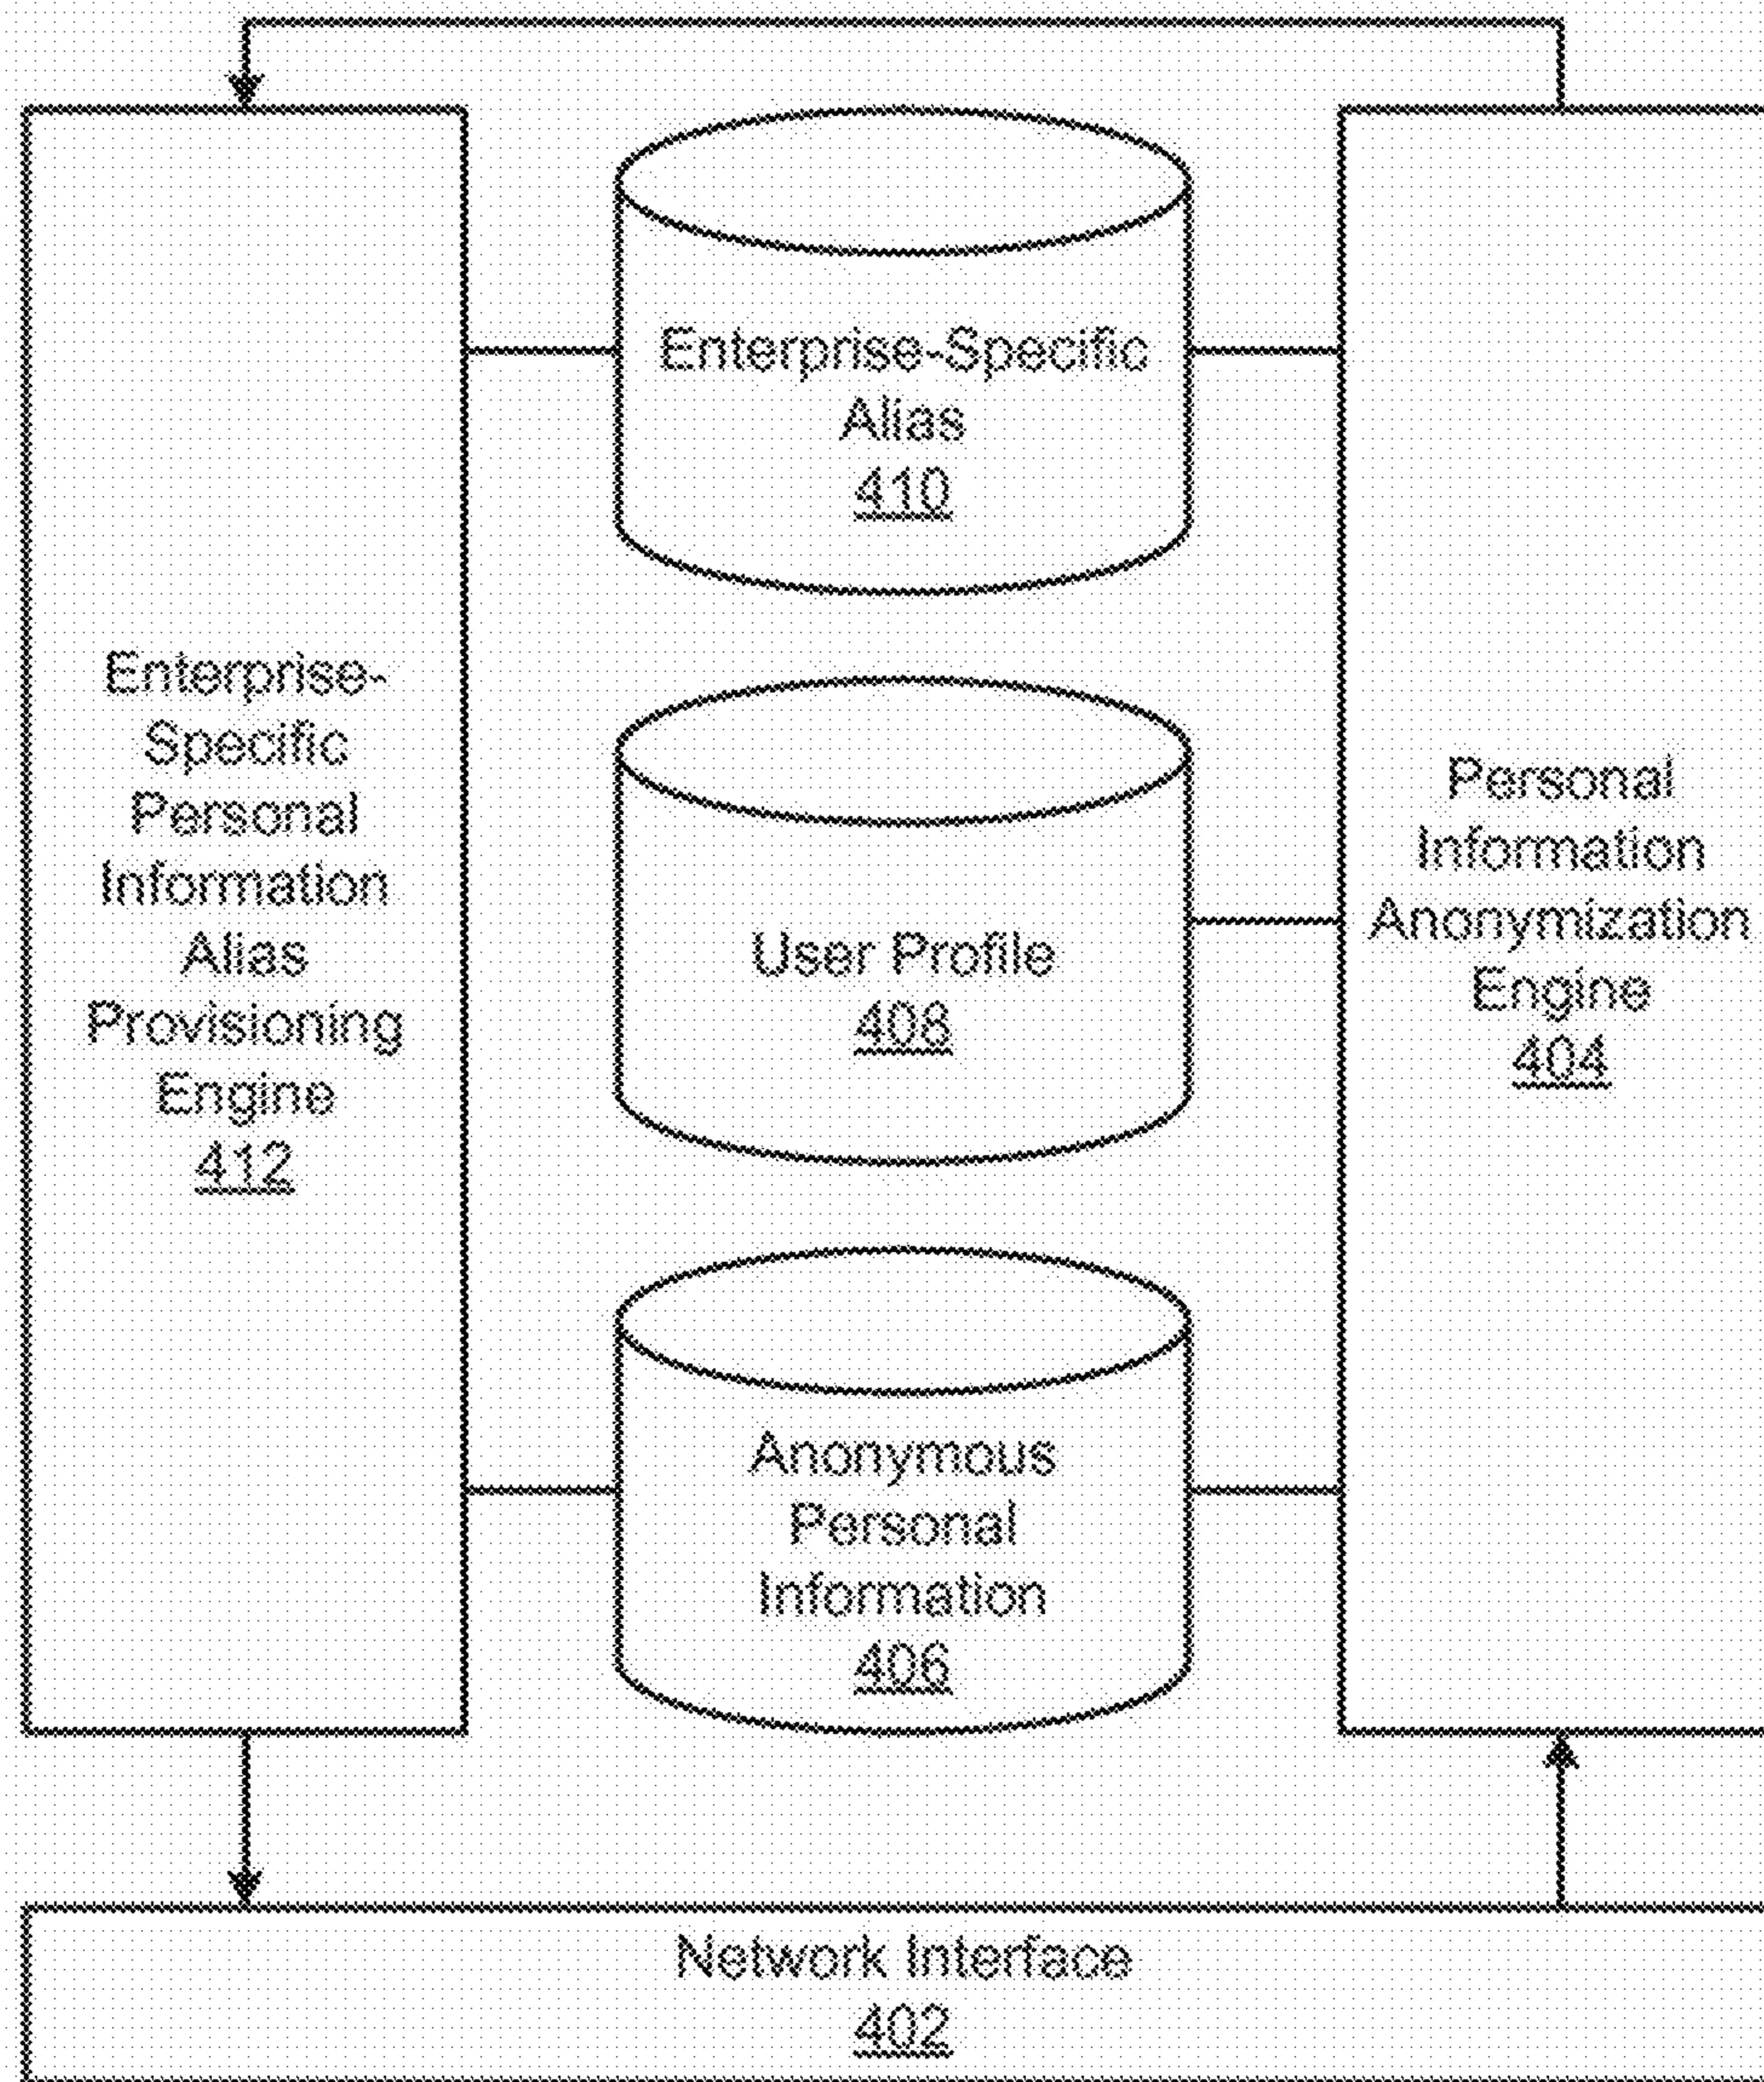 Enterprise-Specific
Alias
410
Enterprise-
Specific
Personal
Information
Alias
Provisioning
Engine
412
User Profile
408
Personal
Information
Anonymization
Engine
404
Anonymous
Personal
Information
406
Network Interface
402